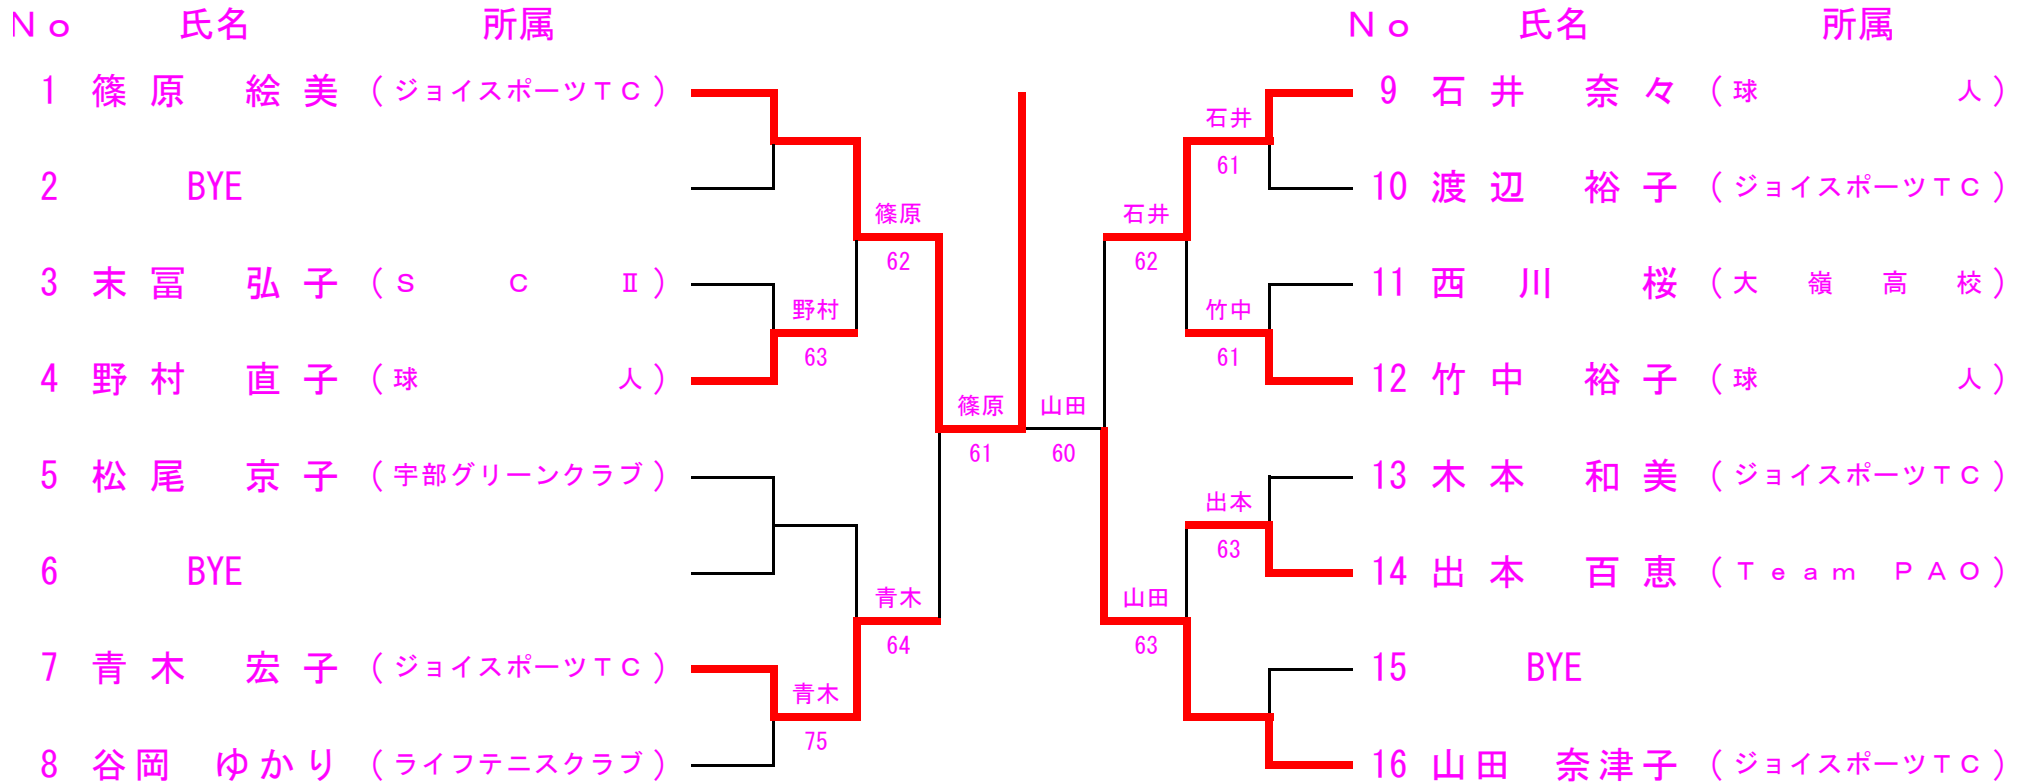 Ｎｏ 氏名 所属
1 篠原 絵美 (ジョイスポーツＴＣ)
2 BYE
3 末冨 弘子 (ＳＣⅡ)
4 野村 直子 (球人)
5 松尾 京子 (宇部グリーンクラブ)
6 BYE
7 青木 宏子 (ジョイスポーツＴＣ)
8 谷岡 ゆかり (ライフテニスクラブ)
野村
63
青木
75
篠原
62
青木
64
篠原
61
山田
60
石井
62
山田
63
石井
61
竹中
61
出本
63
Ｎｏ 氏名 所属
9 石井 奈々 (球人)
10 渡辺 裕子 (ジョイスポーツＴＣ)
11 西川 桜 (大嶺高校)
12 竹中 裕子 (球人)
13 木本 和美 (ジョイスポーツＴＣ)
14 出本 百恵 (Ｔｅａｍ ＰＡＯ)
15 BYE
16 山田 奈津子 (ジョイスポーツＴＣ)